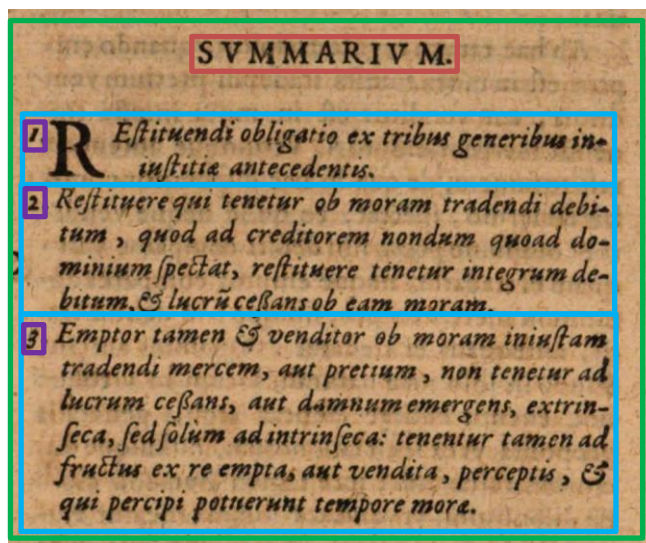 SVMMARIVM.
1. REſtituendi obligatio ex tribus generibus in-
iuſtitiæ antecedentis.
2 Reſtituere qui tenetur ob moram tradendi debi-
tum, quod ad creditorem nondum quoad do-
minium ſpectat, reſtituere tenetur integrum de-
bitum, & lucrũ ceßans ob eam moram.
3 Emptor tamen & venditor ob moram iniuſtam
tradendi mercem, aut pretium, non tenetur ad
lucrum ceßans, aut damnum emergens, extrin-
ſeca, ſed ſolùm ad intrinſeca: tenentur tamen ad
fructus ex re empta, aut vendita, perceptis, &
qui percipi potuerunt tempore moræ.